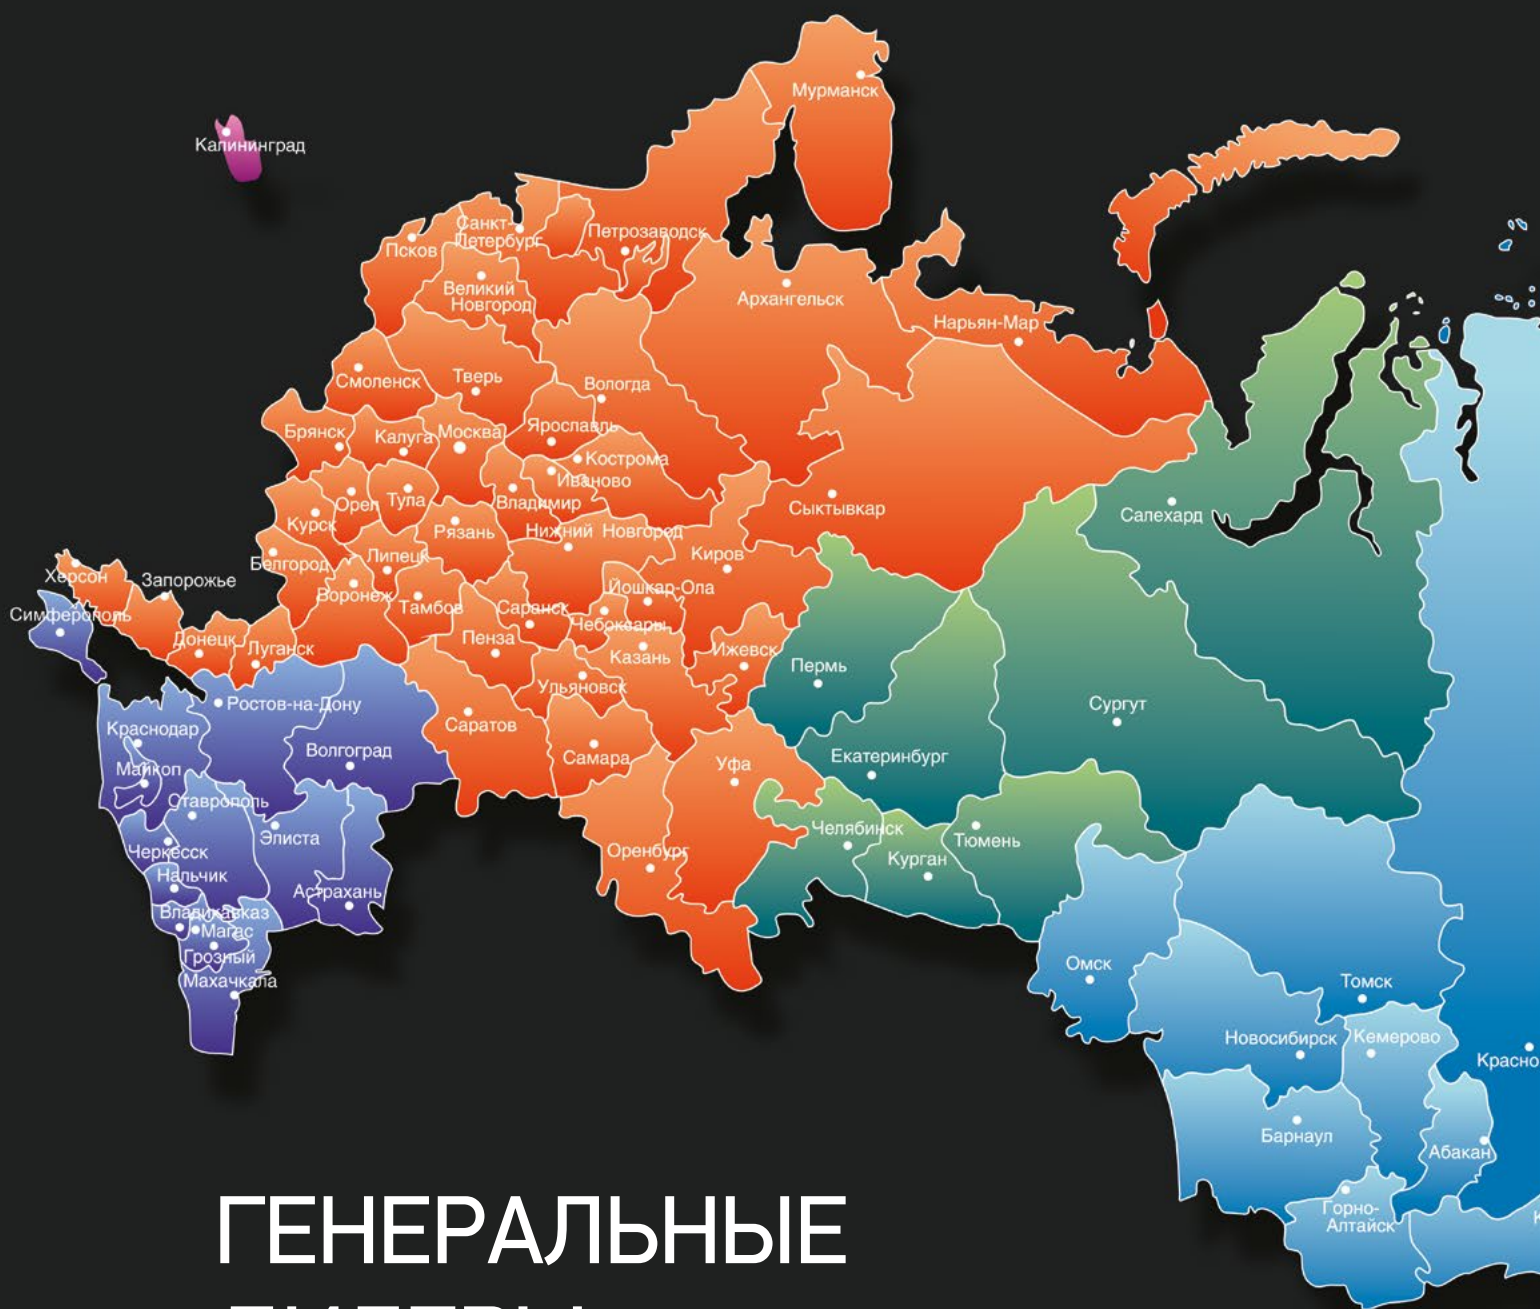 Мурманск
Калининград
Санкт-
Петербург
Петрозаводск
Псков
Великий
Новгород
Архангельск
Нарьян-Мар
Смоленск
Тверь
Вологда
Ярославль
Брянск
Калуга
Москва
Кострома
Иваново
Орел
Тула
Владимир
Сыктывкар
Салехард
Курск
Рязань
Нижний Новгород
Киров
Белгород
Липецк
Херсон
Запорожье
Воронеж
Тамбов
Саранск
Йошкар-Ола
Симферополь
Чебоксары
Донецк
Луганск
Пенза
Казань
Ижевск
Пермь
Ульяновск
Ростов-на-Дону
Сургут
Краснодар
Саратов
Волгоград
Самара
Уфа
Екатеринбург
Майкоп
Ставрополь
Элиста
Челябинск
Тюмень
Черкесск
Оренбург
Курган
Нальчик
Астрахань
Владикавказ
Магас
Грозный
Махачкала
Омск
Томск
Новосибирск
Кемерово
Красно
Барнаул
Абакан
Горно-
Алтайск
ГЕНЕРАЛЬНЫЕ